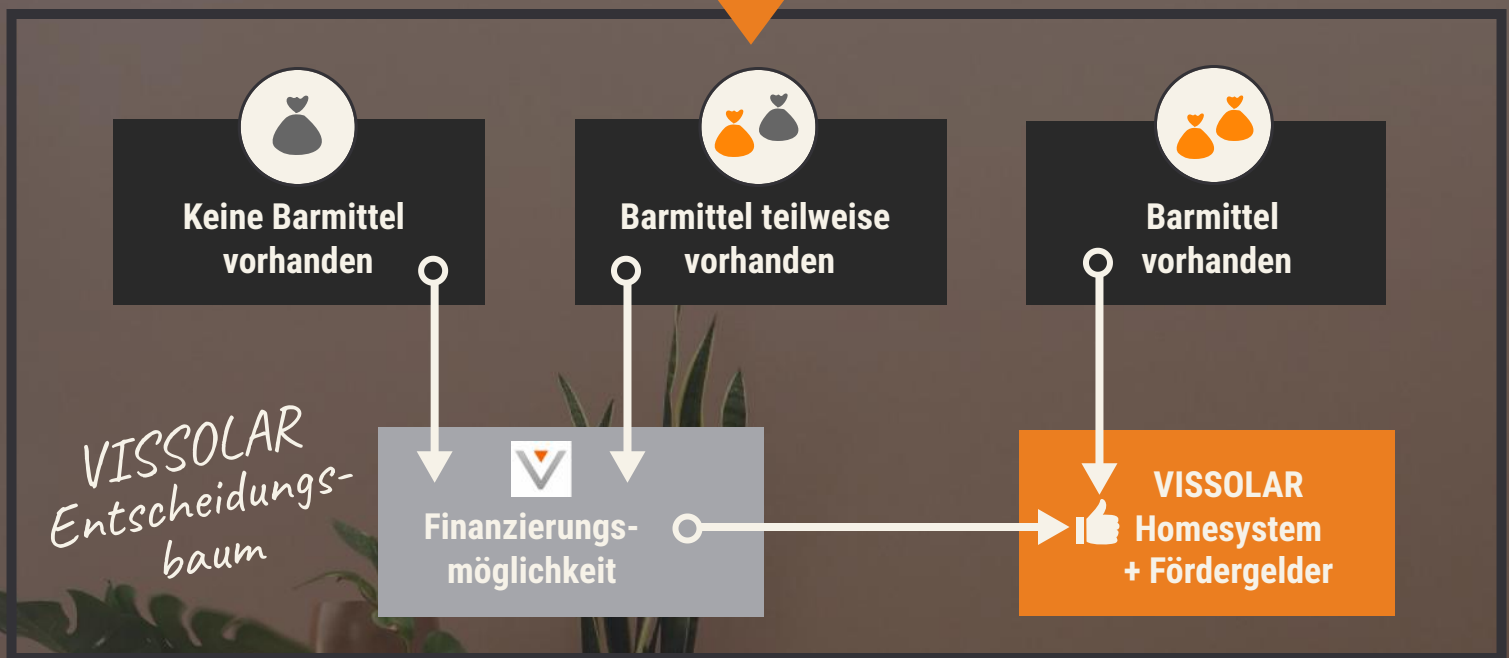 Keine Barmittel
vorhanden
Barmittel teilweise
vorhanden
Barmittel
vorhanden
VISSOLAR
Entscheidungs-
baum
Finanzierungs-
möglichkeit
VISSOLAR
Homesystem
+ Fördergelder